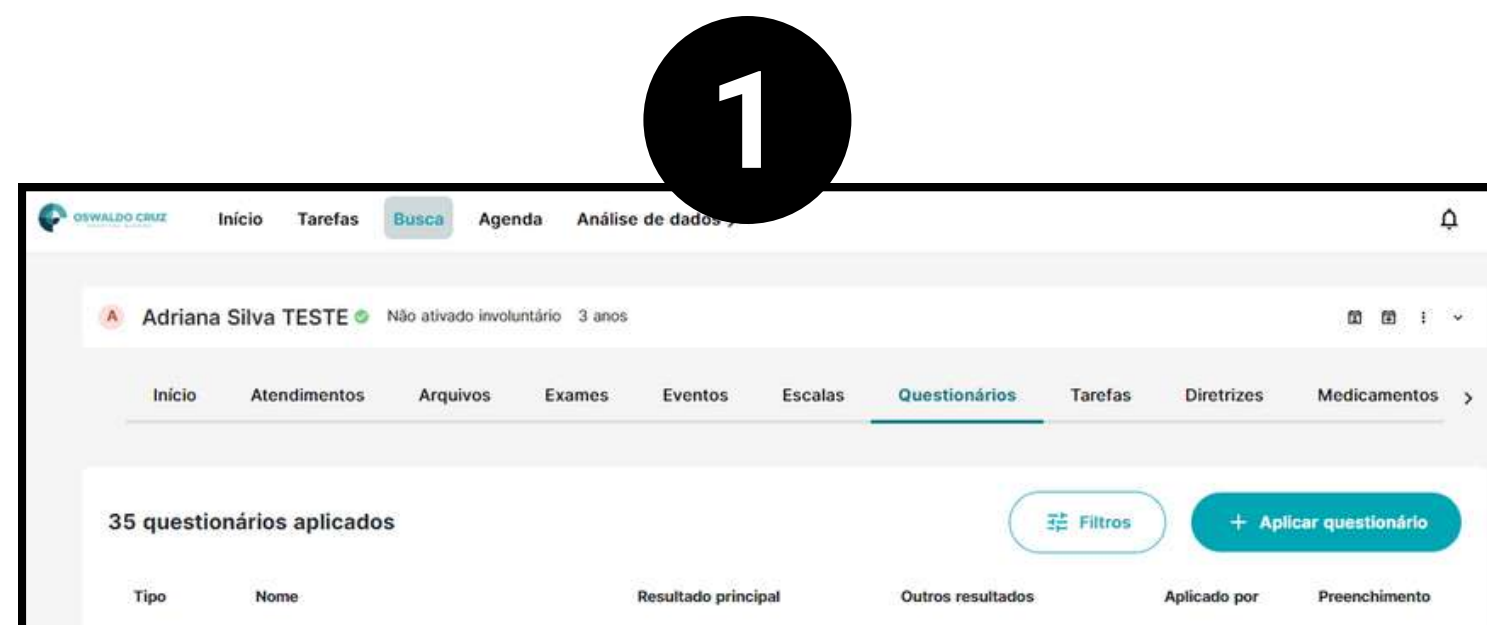 1
OSWALDO CRUZ Início Tarefas Busca Agenda Análise de dados
A Adriana Silva TESTE Não ativado involuntário 3 anos
Início Atendimentos Arquivos Exames Eventos Escalas Questionários Tarefas Diretrizes Medicamentos >
35 questionários aplicados Filtros + Aplicar questionário
Tipo Nome Resultado principal Outros resultados Aplicado por Preenchimento